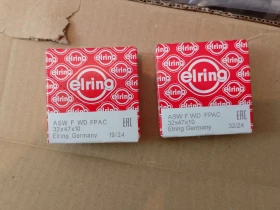 elring
ASW F WD FPAC
32x47x10
Elring Germany 19/24
EAC
elring
ASW F WD FPAC
32x47x10
Elring Germany 32/24
EAC